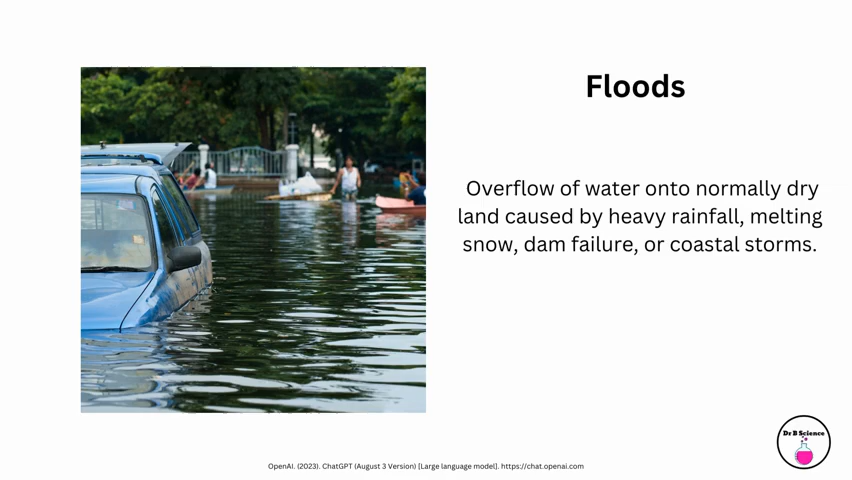 Floods
Overflow of water onto normally dry
land caused by heavy rainfall, melting
snow, dam failure, or coastal storms.
Dr B Science
OpenAI. (2023). ChatGPT (August 3 Version) [Large language model]. https://chat.openai.com